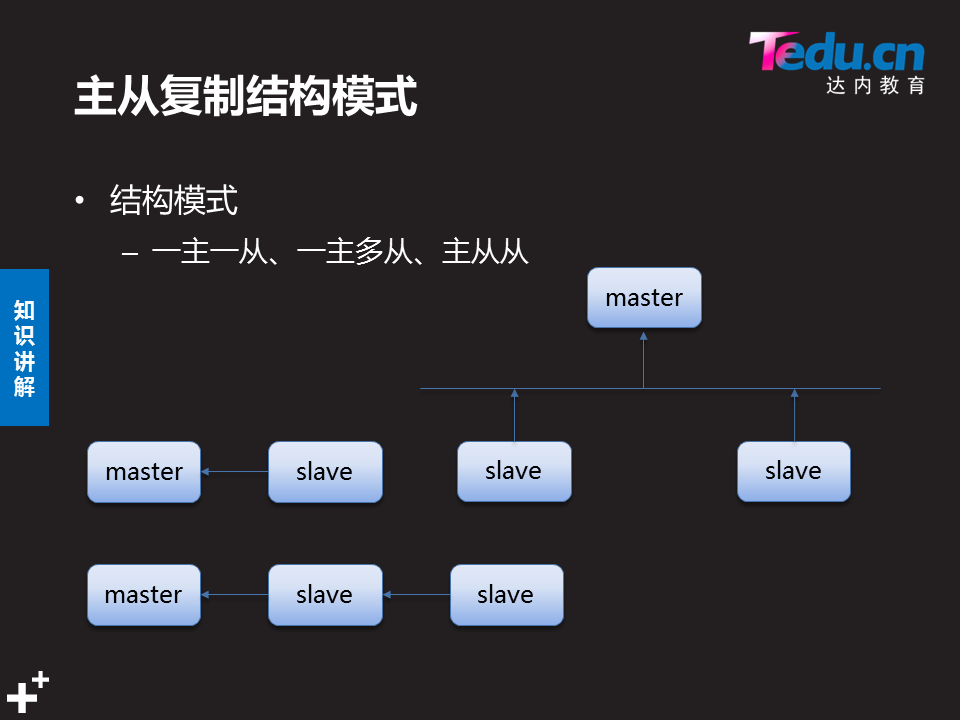 Tedu.cn
达内教育
主从复制结构模式
• 结构模式
– 一主一从、一主多从、主从从
知识讲解
master
master
slave
slave
slave
master
slave
slave